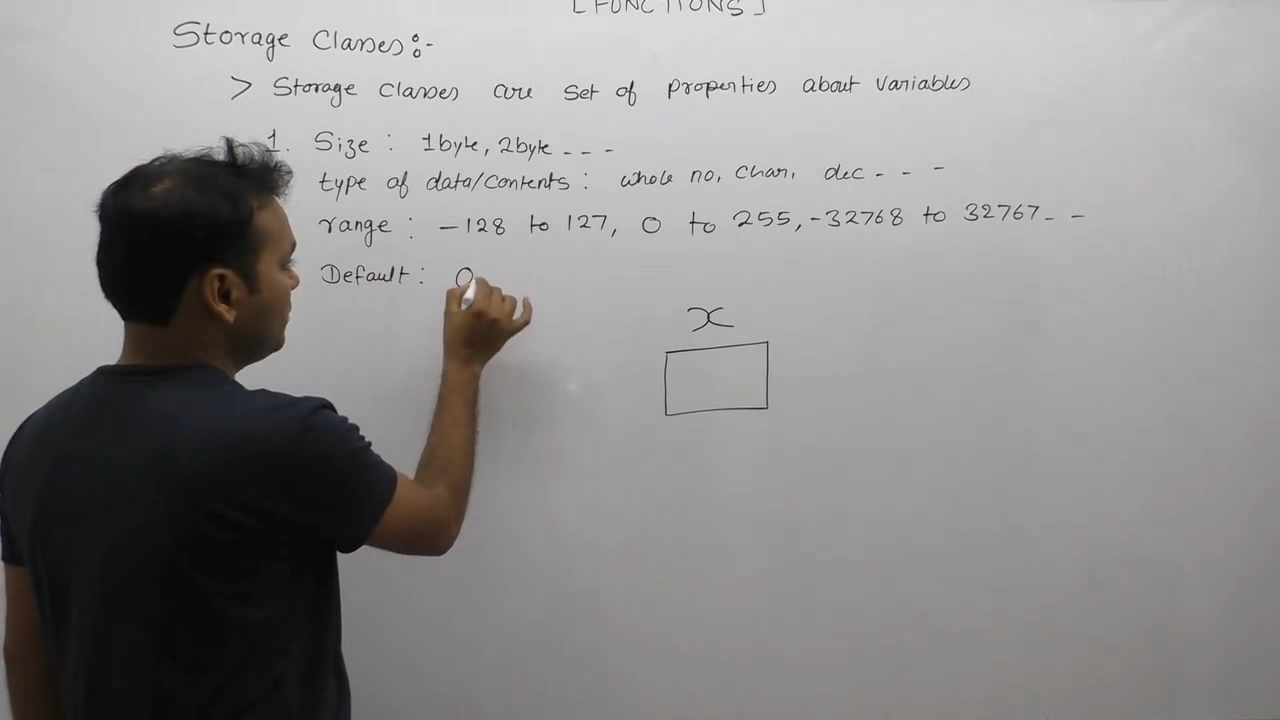 [FUNCTIONS]
Storage Classes:-
> Storage classes are set of properties about variables
1. Size : 1byte, 2byte - - -
type of data/contents : whole no, char, dec - - -
range : -128 to 127, 0 to 255, -32768 to 32767- -
Default : 0
x